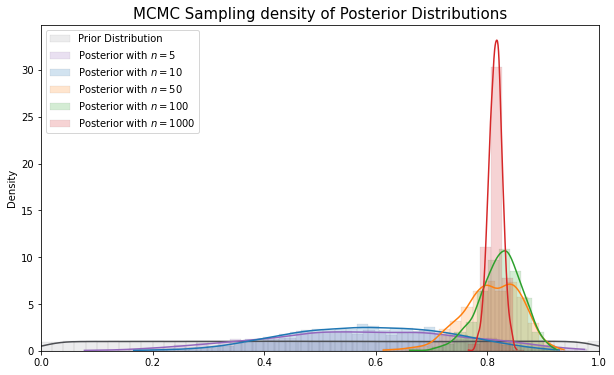 MCMC Sampling density of Posterior Distributions
Prior Distribution
Posterior with n = 5
Posterior with n = 10
Posterior with n = 50
Posterior with n = 100
Posterior with n = 1000
Density
30
25
20
15
10
5
0
0.0 0.2 0.4 0.6 0.8 1.0